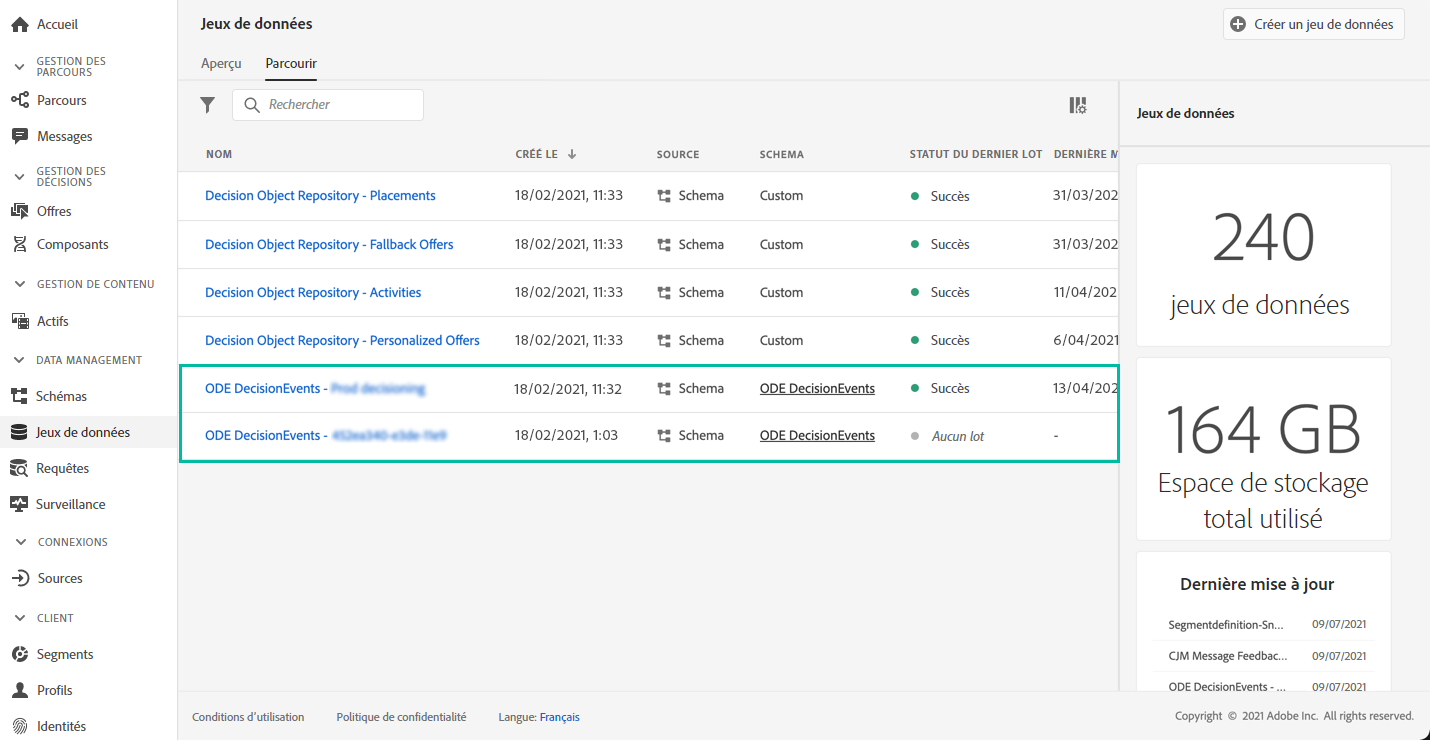 Accueil
GESTION DES
PARCOURS
Parcours
Messages
GESTION DES
DÉCISIONS
Offres
Composants
GESTION DE CONTENU
Actifs
DATA MANAGEMENT
Schémas
Jeux de données
Requêtes
Surveillance
CONNEXIONS
Sources
CLIENT
Segments
Profils
Identités
Jeux de données
Créer un jeu de données
Aperçu Parcourir
Rechercher
NOM CRÉÉ LE SOURCE SCHEMA STATUT DU DERNIER LOT DERNIÈRE M
Decision Object Repository - Placements 18/02/2021, 11:33 Schema Custom Succès 31/03/202
Decision Object Repository - Fallback Offers 18/02/2021, 11:33 Schema Custom Succès 31/03/202
Decision Object Repository - Activities 18/02/2021, 11:33 Schema Custom Succès 11/04/202
Decision Object Repository - Personalized Offers 18/02/2021, 11:33 Schema Custom Succès 6/04/2021
ODE DecisionEvents - Prod decisioning 18/02/2021, 11:32 Schema ODE DecisionEvents Succès 13/04/202
ODE DecisionEvents - 18/02/2021, 1:03 Schema ODE DecisionEvents Aucun lot -
Jeux de données
240
jeux de données
164 GB
Espace de stockage
total utilisé
Dernière mise à jour
Segmentdefinition-Sn... 09/07/2021
CJM Message Feedbac... 09/07/2021
ODE DecisionEvents - ... 09/07/2021
Conditions d'utilisation Politique de confidentialité Langue: Français
Copyright © 2021 Adobe Inc. All rights reserved.